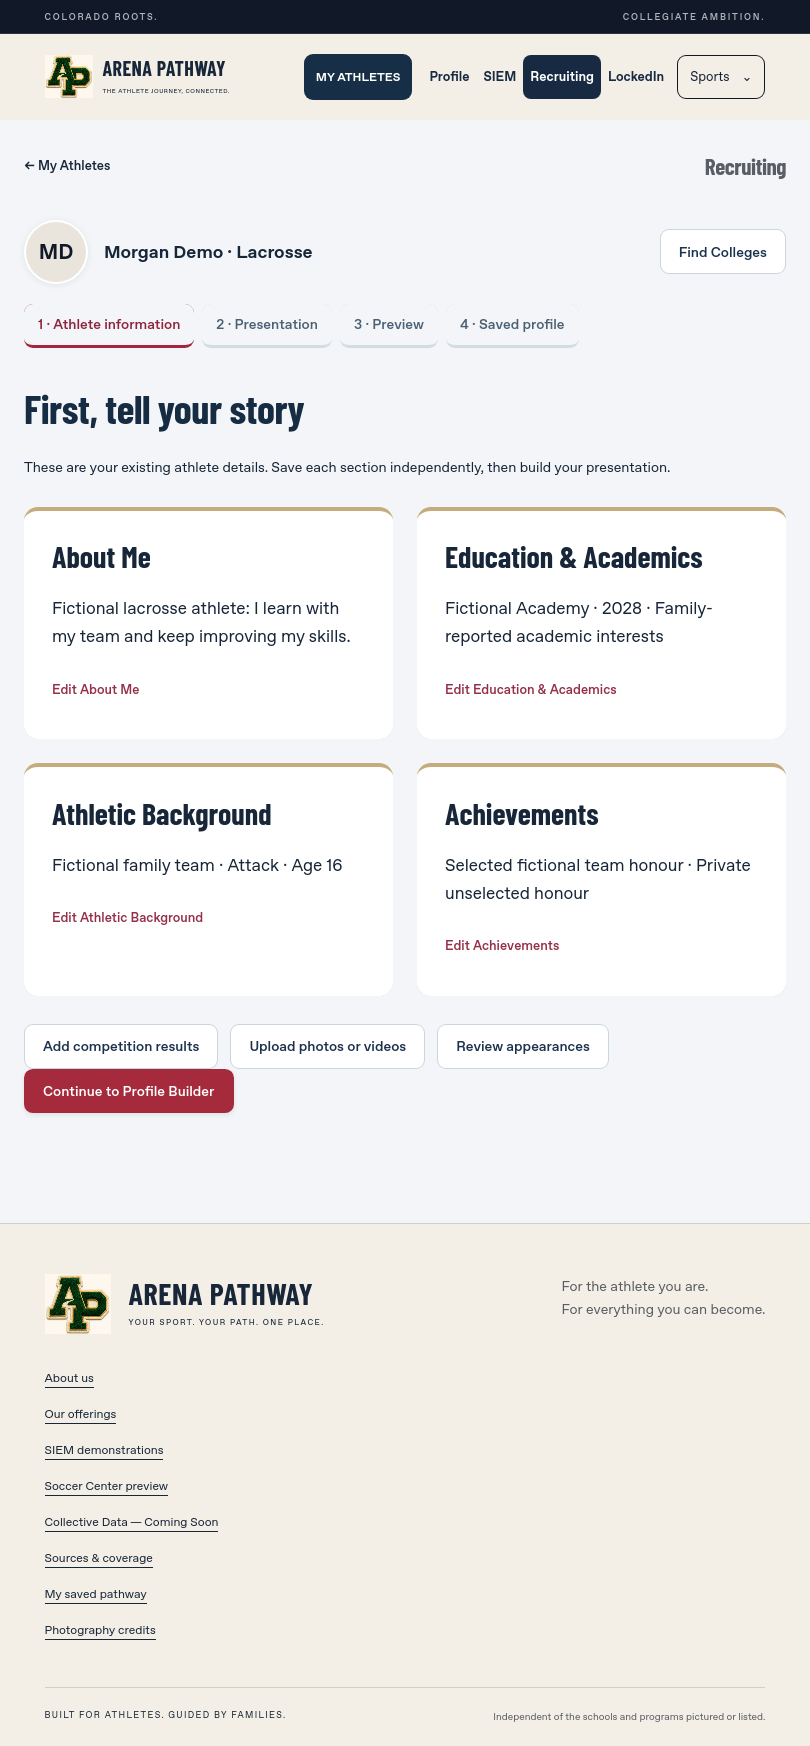 COLORADO ROOTS.
COLLEGIATE AMBITION.
AP
ARENA PATHWAY
THE ATHLETE JOURNEY, CONNECTED.
MY ATHLETES
Profile
SIEM
Recruiting
LockedIn
Sports
← My Athletes
Recruiting
MD
Morgan Demo · Lacrosse
Find Colleges
1 · Athlete information
2 · Presentation
3 · Preview
4 · Saved profile
First, tell your story
These are your existing athlete details. Save each section independently, then build your presentation.
About Me
Fictional lacrosse athlete: I learn with
my team and keep improving my skills.
Edit About Me
Education & Academics
Fictional Academy · 2028 · Family-
reported academic interests
Edit Education & Academics
Athletic Background
Fictional family team · Attack · Age 16
Edit Athletic Background
Achievements
Selected fictional team honour · Private
unselected honour
Edit Achievements
Add competition results
Upload photos or videos
Review appearances
Continue to Profile Builder
AP
ARENA PATHWAY
YOUR SPORT. YOUR PATH. ONE PLACE.
For the athlete you are.
For everything you can become.
About us
Our offerings
SIEM demonstrations
Soccer Center preview
Collective Data — Coming Soon
Sources & coverage
My saved pathway
Photography credits
BUILT FOR ATHLETES. GUIDED BY FAMILIES.
Independent of the schools and programs pictured or listed.